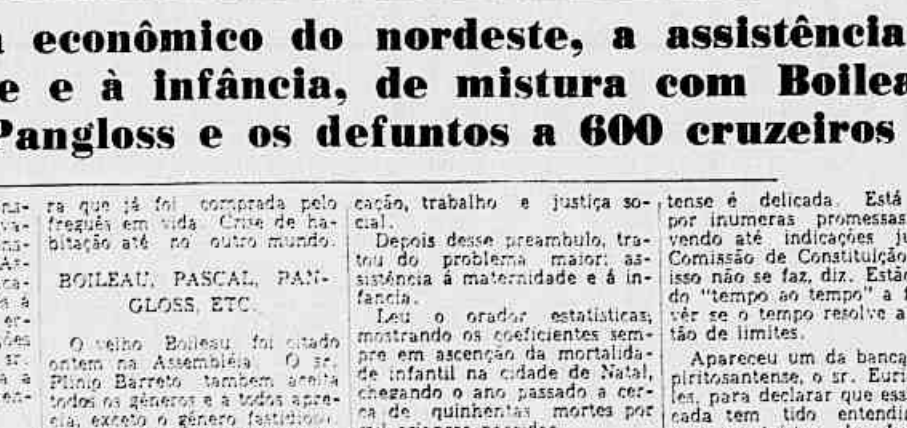 econômico do nordeste, a assistência
e e à infância, de mistura com Boilea
Pangloss e os defuntos a 600 cruzeiros
ra que já foi comprada pelo
freguês em vida. Crise de ha-
bitação até no outro mundo.
BOILEAU, PASCAL, PAN-
GLOSS, ETC.
O velho Boileau foi citado
ontem na Assembléia. O sr.
Plinio Barreto tambem aceita
todos os gêneros e a todos apre-
cia, exceto o gênero fastidioso.
cação, trabalho e justiça so-
cial.
Depois desse preambulo, tra-
tou do problema maior: as-
sistência á maternidade e á in-
fancia.
Leu o orador estatisticas,
mostrando os coeficientes sem-
pre em ascenção da mortalida-
de infantil na cidade de Natal,
chegando o ano passado a cer-
ca de quinhentas mortes por
tense é delicada. Está
por inumeras promessas
vendo até indicações ju
Comissão de Constituição
isso não se faz, diz. Estão
do "tempo ao tempo" a f
vêr se o tempo resolve a
tão de limites.
Apareceu um da banca
piritosantense, o sr. Euri
les, para declarar que ess
cada tem tido entendi